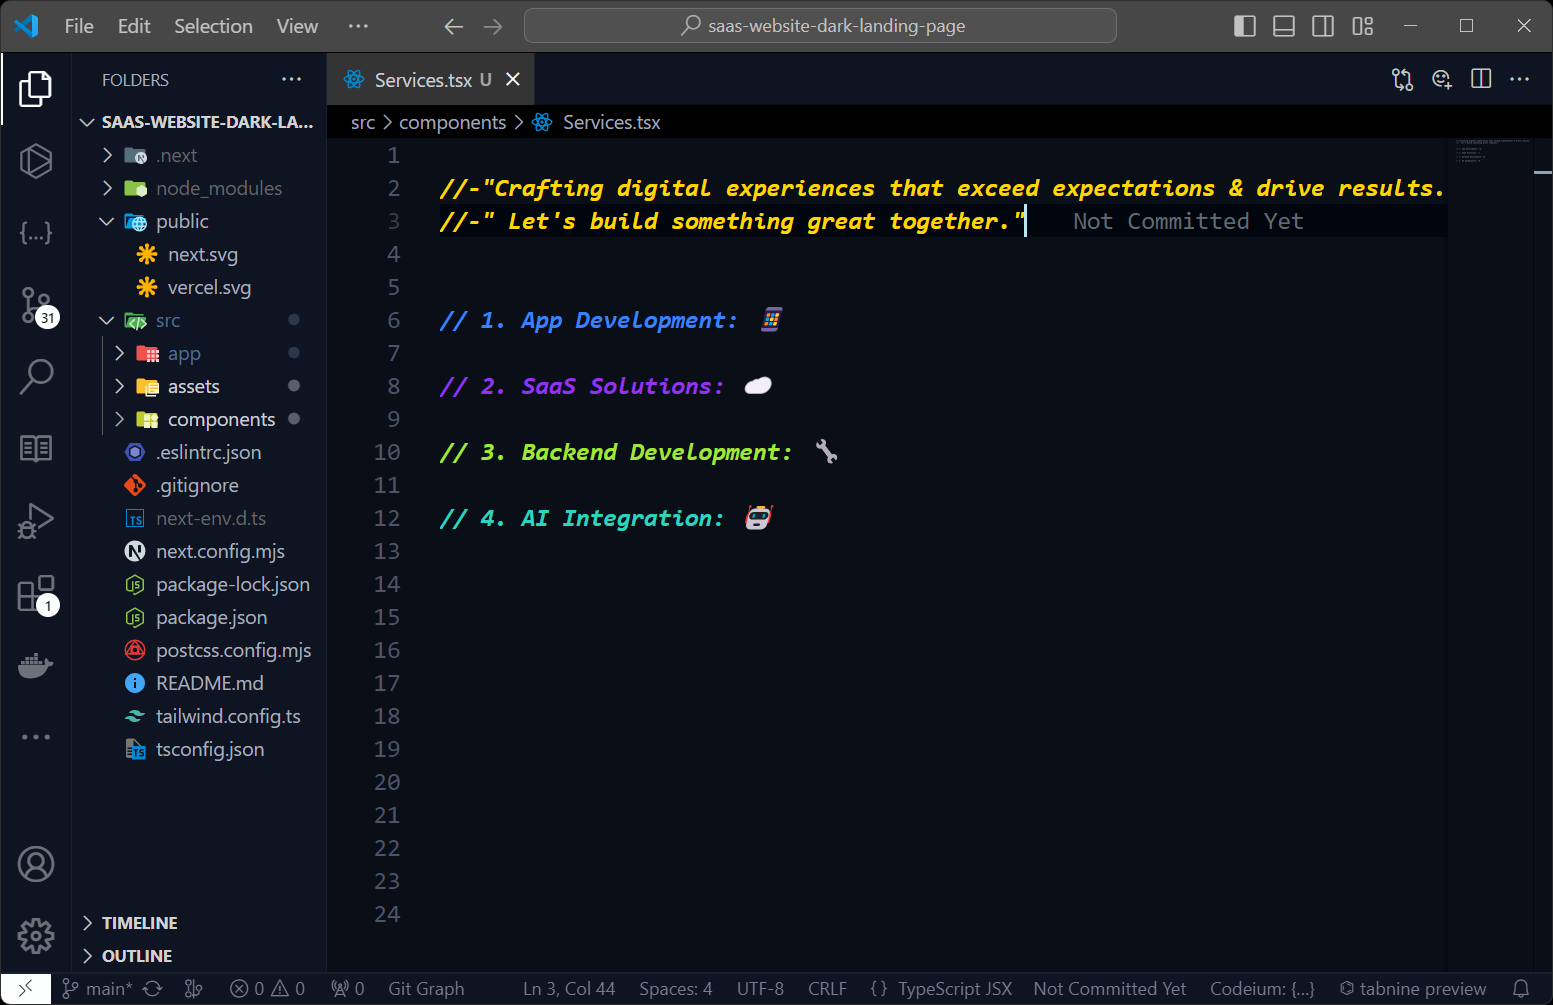 File Edit Selection View ··· saas-website-dark-landing-page
FOLDERS ···
SAAS-WEBSITE-DARK-LA...
.next
node_modules
public
next.svg
vercel.svg
src
app
assets
components
.eslintrc.json
.gitignore
next-env.d.ts
next.config.mjs
package-lock.json
package.json
postcss.config.mjs
README.md
tailwind.config.ts
tsconfig.json
TIMELINE
OUTLINE
31
1
Services.tsx U
src > components > Services.tsx
1
2 //-"Crafting digital experiences that exceed expectations & drive results.
3 //-" Let's build something great together." Not Committed Yet
4
5
6 // 1. App Development: 📱
7
8 // 2. SaaS Solutions: ☁️
9
10 // 3. Backend Development: 🔧
11
12 // 4. AI Integration: 🤖
13
14
15
16
17
18
19
20
21
22
23
24
main* 0 0 0 Git Graph Ln 3, Col 44 Spaces: 4 UTF-8 CRLF {} TypeScript JSX Not Committed Yet Codeium: {...} tabnine preview